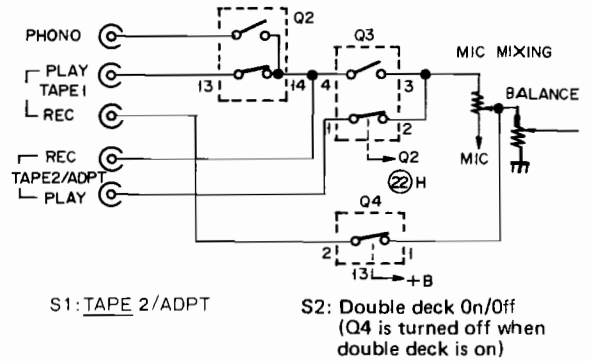 Q2
PHONO
Q3
MIC MIXING
PLAY
TAPE 1
13
14
4
3
BALANCE
REC
1
2
REC
MIC
Q2
TAPE2/ADPT
22 H
PLAY
Q4
2
1
13
+B
S1: TAPE 2/ADPT
S2: Double deck On/Off
(Q4 is turned off when
double deck is on)